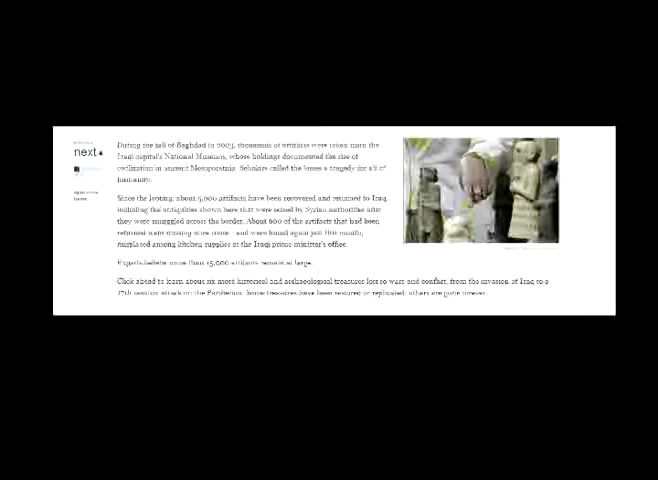 next
During the fall of Baghdad in 2003, thousands of artifacts were taken from the
Iraqi capital's National Museum, whose holdings documented the rise of
civilization in ancient Mesopotamia. Scholars called the losses a tragedy for all of
humanity.
Since the looting, about 5,000 artifacts have been recovered and returned to Iraq
including the antiquities shown here that were seized by Syrian authorities after
they were smuggled across the border. About 600 of the artifacts that had been
returned were missing once more and were found again just this month,
misplaced among kitchen supplies at the Iraqi prime minister's office.
Experts believe more than 15,000 artifacts remain at large.
Click ahead to learn about six more historical and archaeological treasures lost to wars and conflict, from the invasion of Iraq to a
17th century attack on the Parthenon. Some treasures have been restored or replicated; others are gone forever.